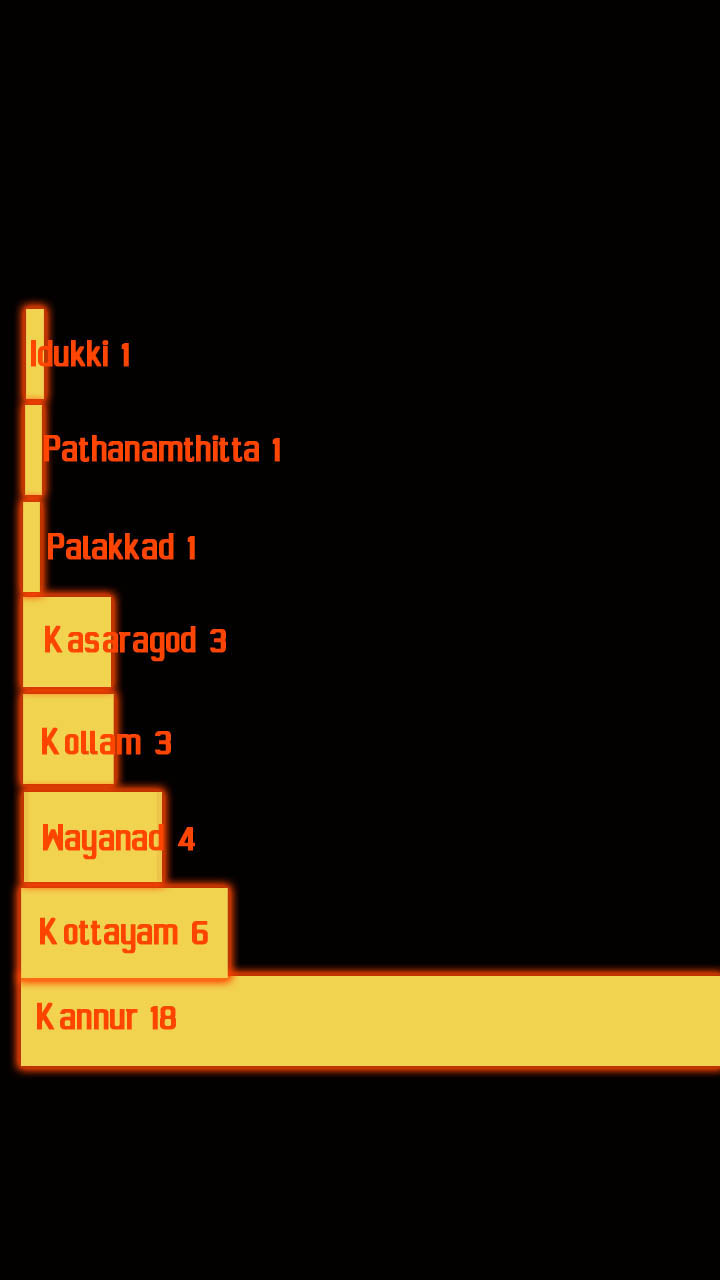 Idukki 1
Pathanamthitta 1
Palakkad 1
Kasaragod 3
Kollam 3
Wayanad 4
Kottayam 6
Kannur 18